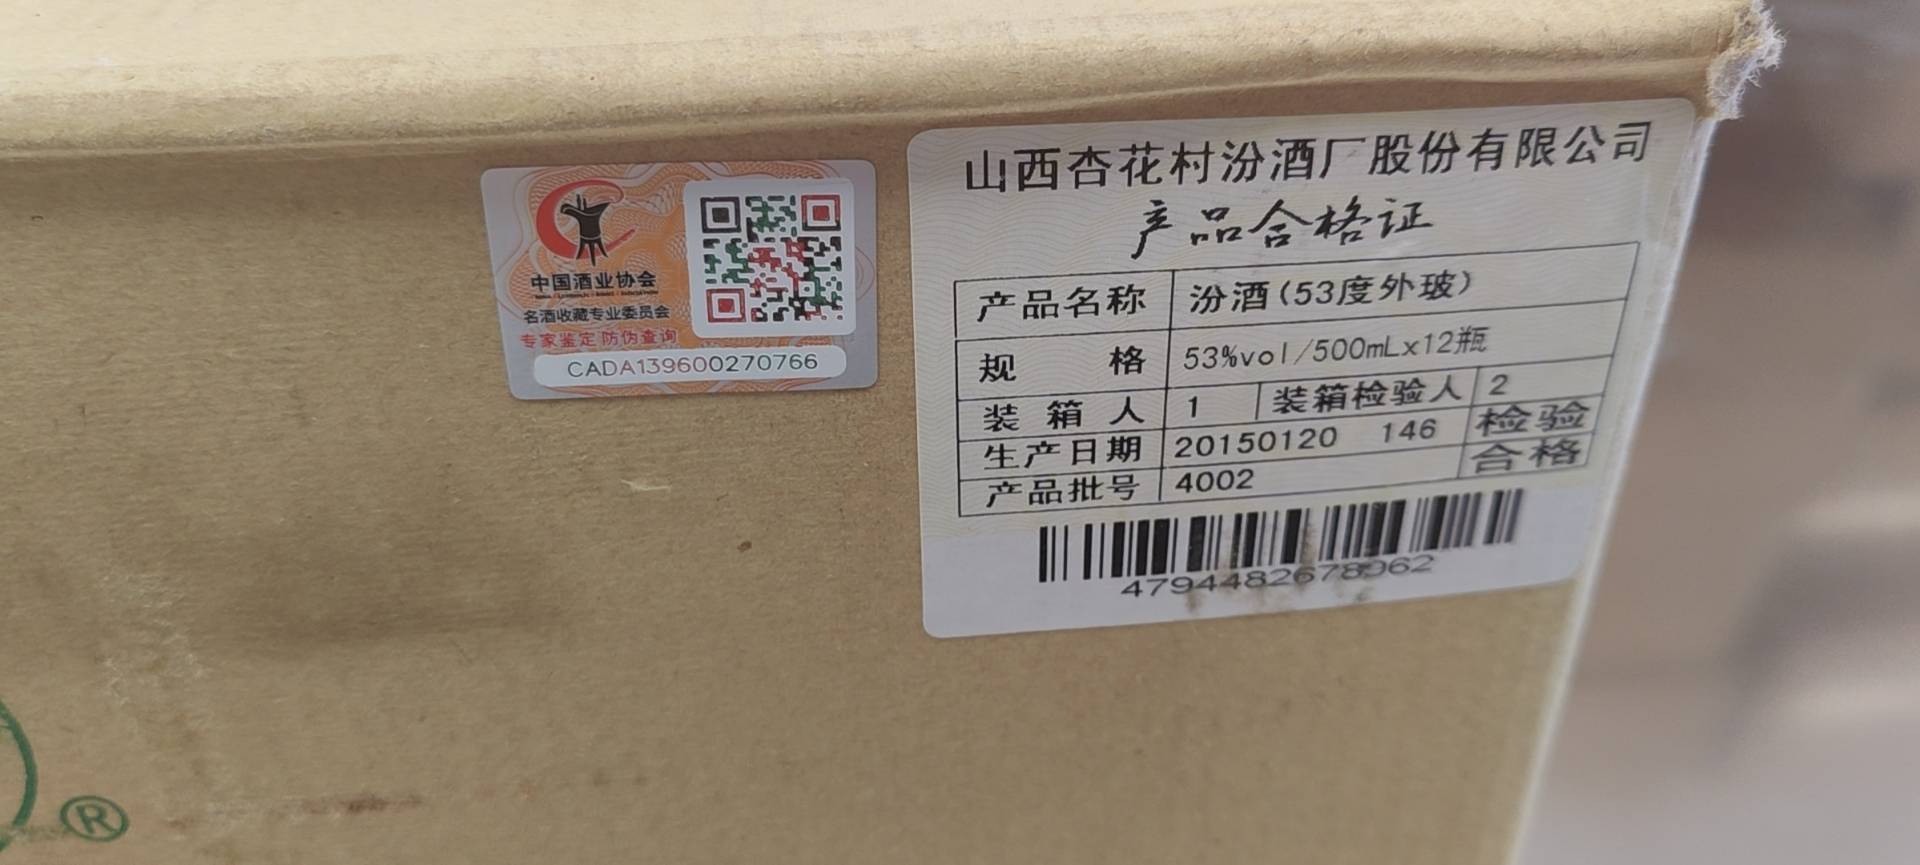 中国酒业协会
名酒收藏专业委员会
专家鉴定 防伪查询
CADA139600270766
山西杏花村汾酒厂股份有限公司
产品合格证
产品名称 汾酒(53度外玻)
规格 53%vol/500mLx12瓶
装箱人 1 装箱检验人 2
生产日期 20150120 146 检验
产品批号 4002 合格
4794482678962
®